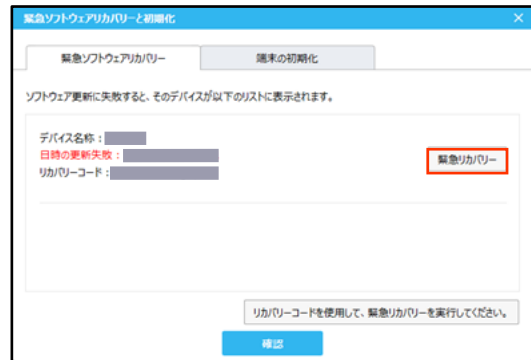 緊急ソフトウェアリカバリーと初期化
緊急ソフトウェアリカバリー
端末の初期化
ソフトウェア更新に失敗すると、そのデバイスが以下のリストに表示されます。
デバイス名称：
日時の更新失敗：
リカバリーコード：
緊急リカバリー
リカバリーコードを使用して、緊急リカバリーを実行してください。
確認